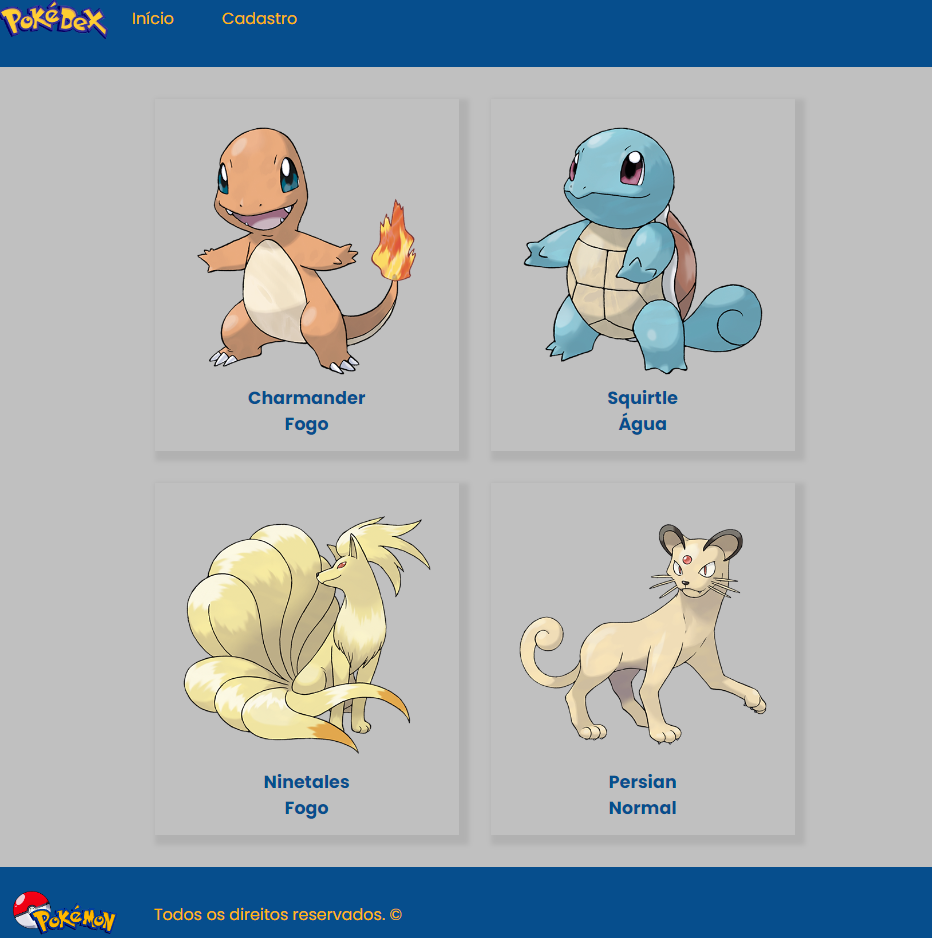 PokéDex Início Cadastro
Charmander
Fogo
Squirtle
Água
Ninetales
Fogo
Persian
Normal
PoKéMoN Todos os direitos reservados. ©